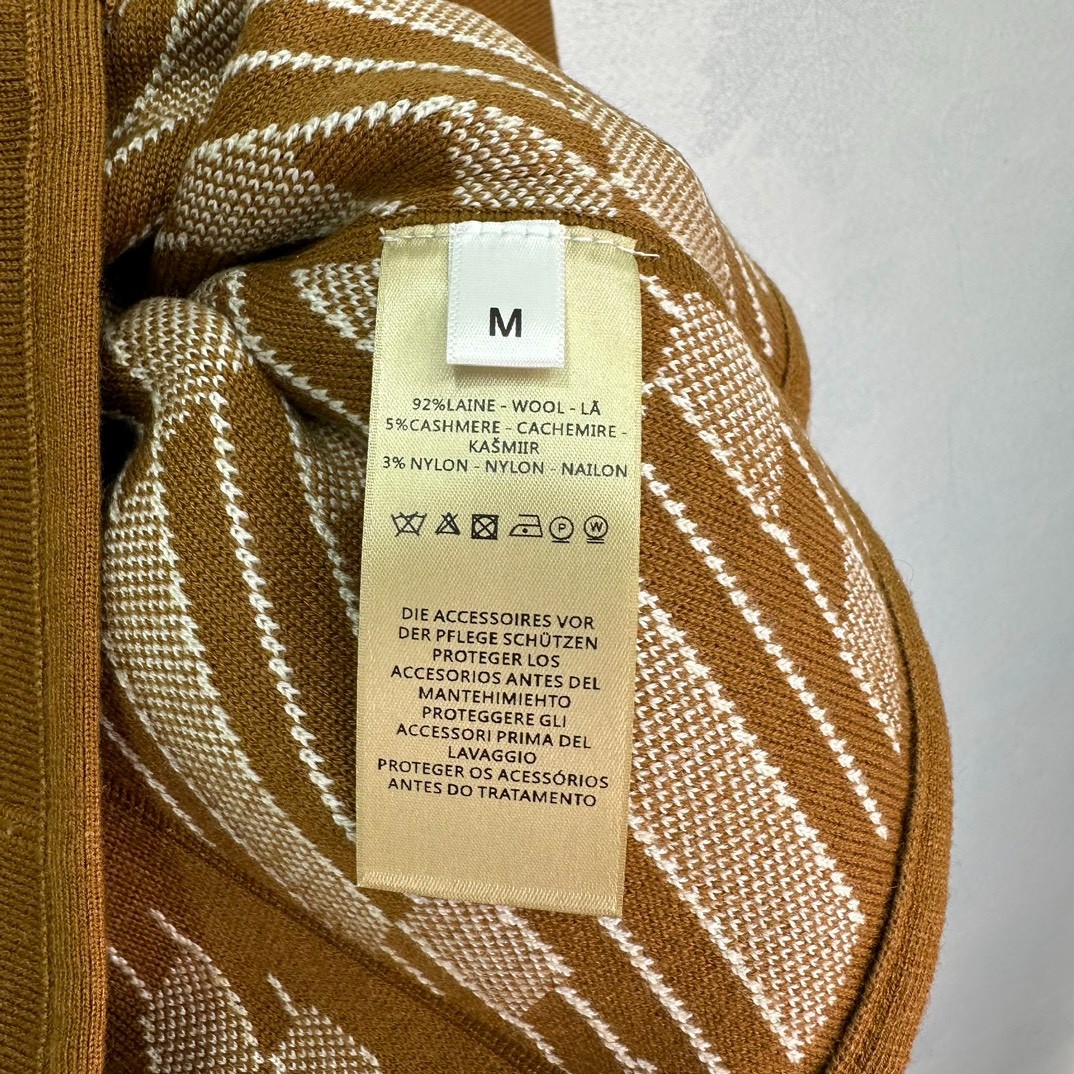 M
92%LAINE - WOOL - LĀ
5%CASHMERE - CACHEMIRE -
KAŠMIIR
3% NYLON - NYLON - NAILON
P W
DIE ACCESSOIRES VOR
DER PFLEGE SCHÜTZEN
PROTEGER LOS
ACCESORIOS ANTES DEL
MANTEHIMIEHTO
PROTEGGERE GLI
ACCESSORI PRIMA DEL
LAVAGGIO
PROTEGER OS ACESSÓRIOS
ANTES DO TRATAMENTO